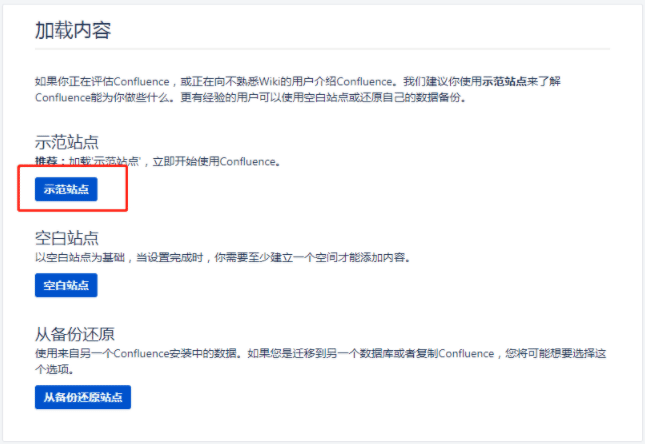 加载内容
如果你正在评估Confluence，或正在向不熟悉Wiki的用户介绍Confluence。我们建议你使用示范站点来了解
Confluence能为你做些什么。更有经验的用户可以使用空白站点或还原自己的数据备份。
示范站点
推荐：加载'示范站点'，立即开始使用Confluence。
示范站点
空白站点
以空白站点为基础，当设置完成时，你需要至少建立一个空间才能添加内容。
空白站点
从备份还原
使用来自另一个Confluence安装中的数据。如果您是迁移到另一个数据库或者复制Confluence，您将可能想要选择这
个选项。
从备份还原站点